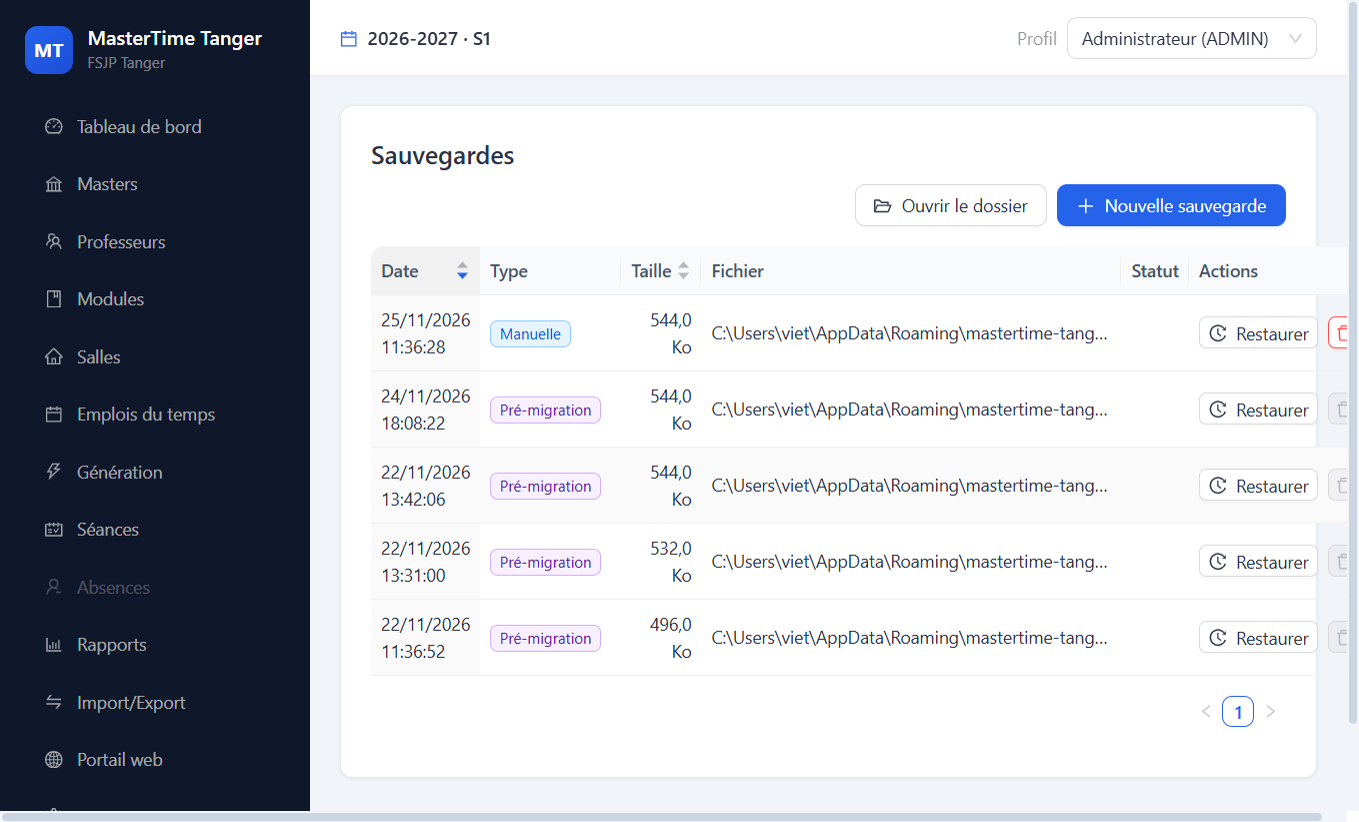 MT
MasterTime Tanger
FSJP Tanger
Tableau de bord
Masters
Professeurs
Modules
Salles
Emplois du temps
Génération
Séances
Absences
Rapports
Import/Export
Portail web
2026-2027 · S1
Profil
Administrateur (ADMIN)
Sauvegardes
Ouvrir le dossier
Nouvelle sauvegarde
Date Type Taille Fichier Statut Actions
25/11/2026 11:36:28 Manuelle 544,0 Ko C:\Users\viet\AppData\Roaming\mastertime-tang... Restaurer
24/11/2026 18:08:22 Pré-migration 544,0 Ko C:\Users\viet\AppData\Roaming\mastertime-tang... Restaurer
22/11/2026 13:42:06 Pré-migration 544,0 Ko C:\Users\viet\AppData\Roaming\mastertime-tang... Restaurer
22/11/2026 13:31:00 Pré-migration 532,0 Ko C:\Users\viet\AppData\Roaming\mastertime-tang... Restaurer
22/11/2026 11:36:52 Pré-migration 496,0 Ko C:\Users\viet\AppData\Roaming\mastertime-tang... Restaurer
1